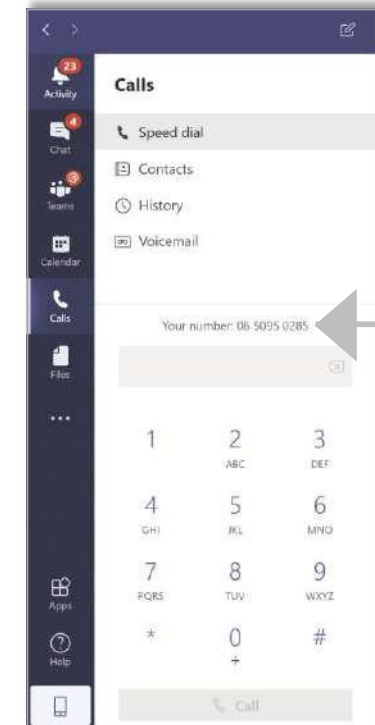 23
Activity
Calls
4
Chat
Speed dial
Contacts
3
Teams
History
Calendar
Voicemail
Calls
Your number: 06 5095 0285
Files
1
2
3
ABC
DEF
4
5
6
GHI
JKL
MNO
7
8
9
PQRS
TUV
WXYZ
*
0
#
+
Apps
Help
Call